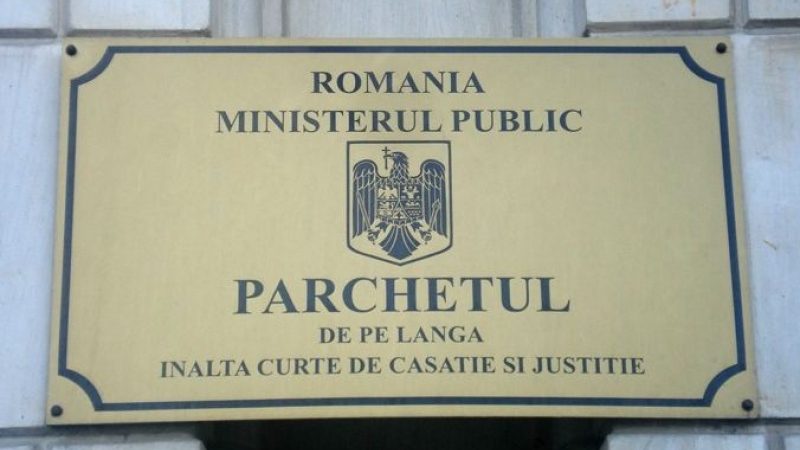 ROMANIA
MINISTERUL PUBLIC
PARCHETUL
DE PE LANGA
INALTA CURTE DE CASATIE SI JUSTITIE